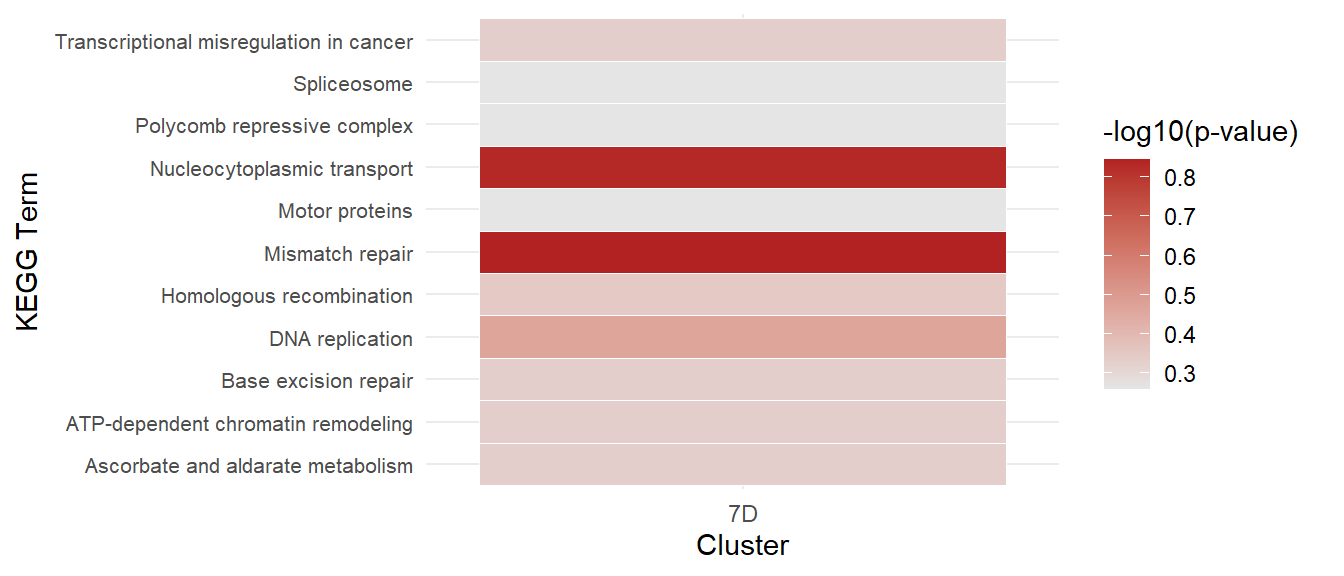 Transcriptional misregulation in cancer
Spliceosome
Polycomb repressive complex
Nucleocytoplasmic transport
Motor proteins
Mismatch repair
Homologous recombination
DNA replication
Base excision repair
ATP-dependent chromatin remodeling
Ascorbate and aldarate metabolism
KEGG Term
7D
Cluster
-log10(p-value)
0.8
0.7
0.6
0.5
0.4
0.3